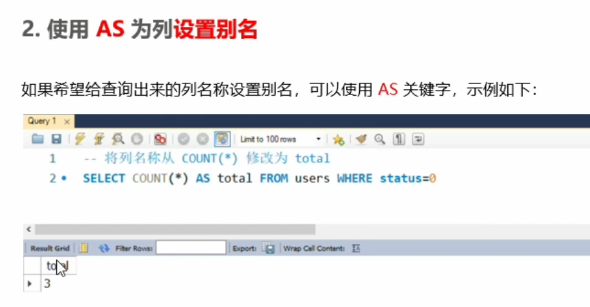 2. 使用 AS 为列设置别名
如果希望给查询出来的列名称设置别名，可以使用 AS 关键字，示例如下：
Query 1
Limit to 100 rows
1 -- 将列名称从 COUNT(*) 修改为 total
2 SELECT COUNT(*) AS total FROM users WHERE status=0
Result Grid Filter Rows: Export: Wrap Cell Content:
total
3